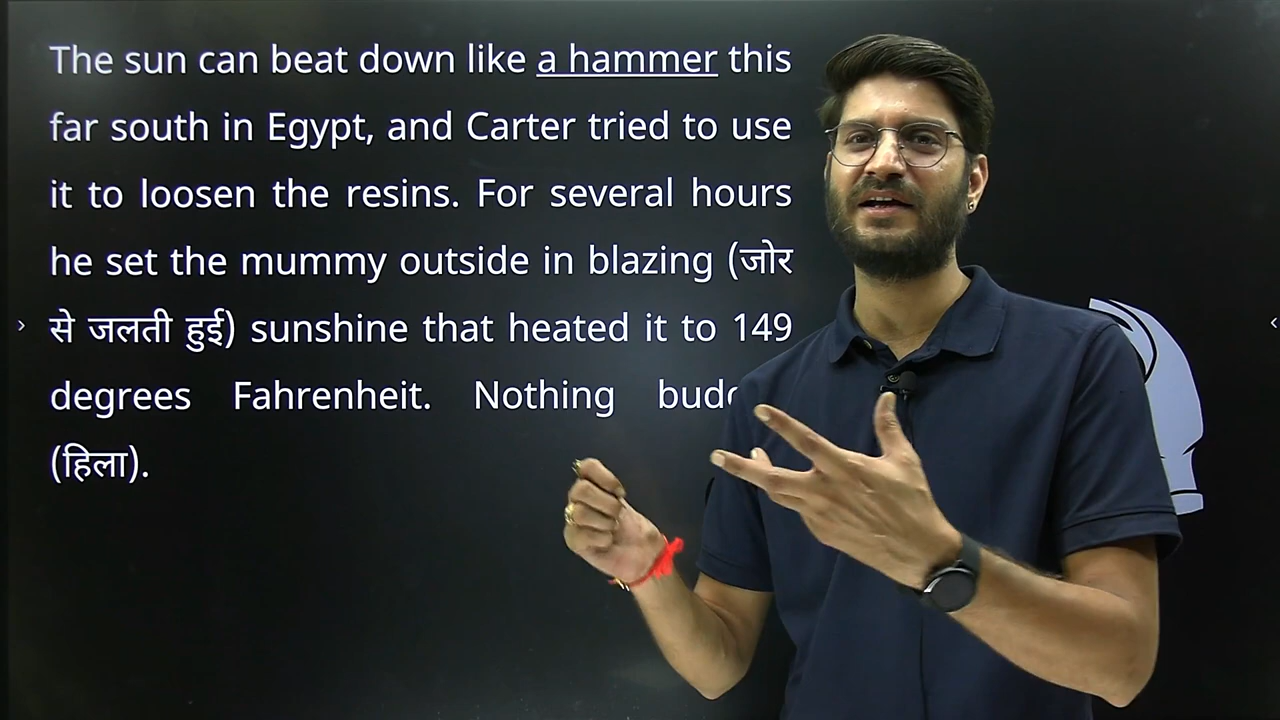 The sun can beat down like a hammer this
far south in Egypt, and Carter tried to use
it to loosen the resins. For several hours
he set the mummy outside in blazing (जोर
से जलती हुई) sunshine that heated it to 149
degrees Fahrenheit. Nothing
(हिला).